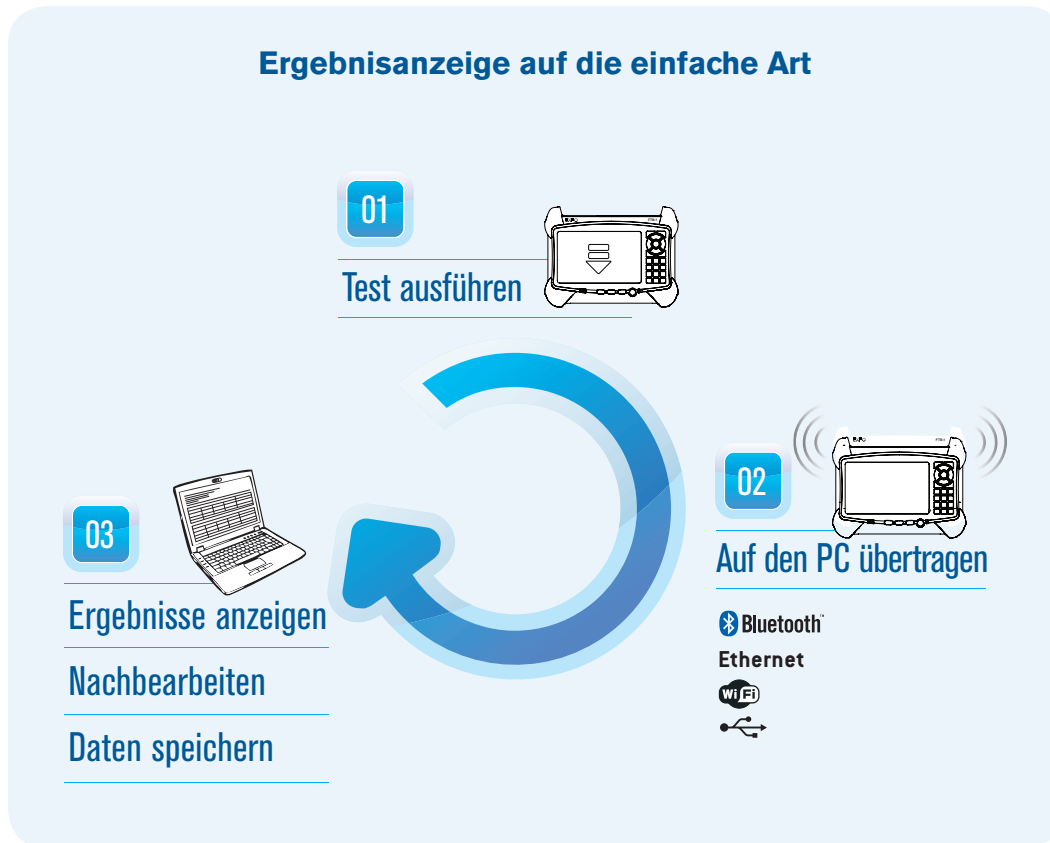 Ergebnisanzeige auf die einfache Art
01
Test ausführen
02
Auf den PC übertragen
Bluetooth™
Ethernet
WiFi
03
Ergebnisse anzeigen
Nachbearbeiten
Daten speichern